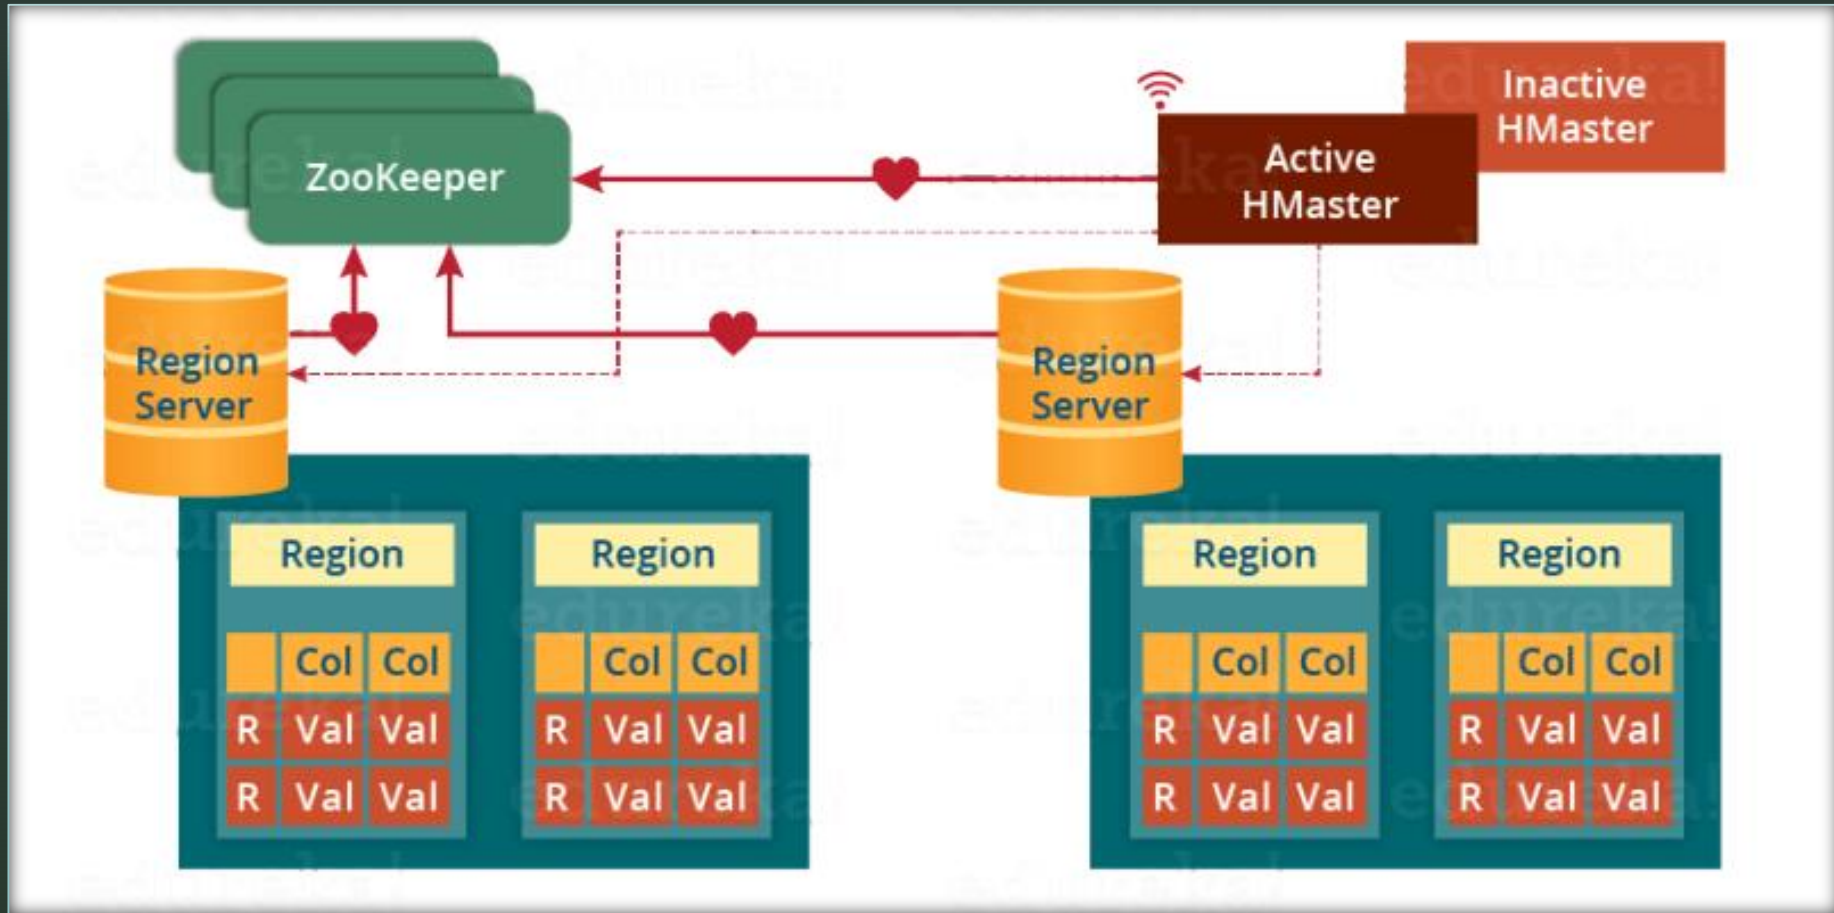 Inactive
HMaster
Active
HMaster
ZooKeeper
Region
Server
Region
Server
Region
Region
Region
Region
Col Col
Col Col
Col Col
Col Col
R Val Val
R Val Val
R Val Val
R Val Val
R Val Val
R Val Val
R Val Val
R Val Val
edureka!